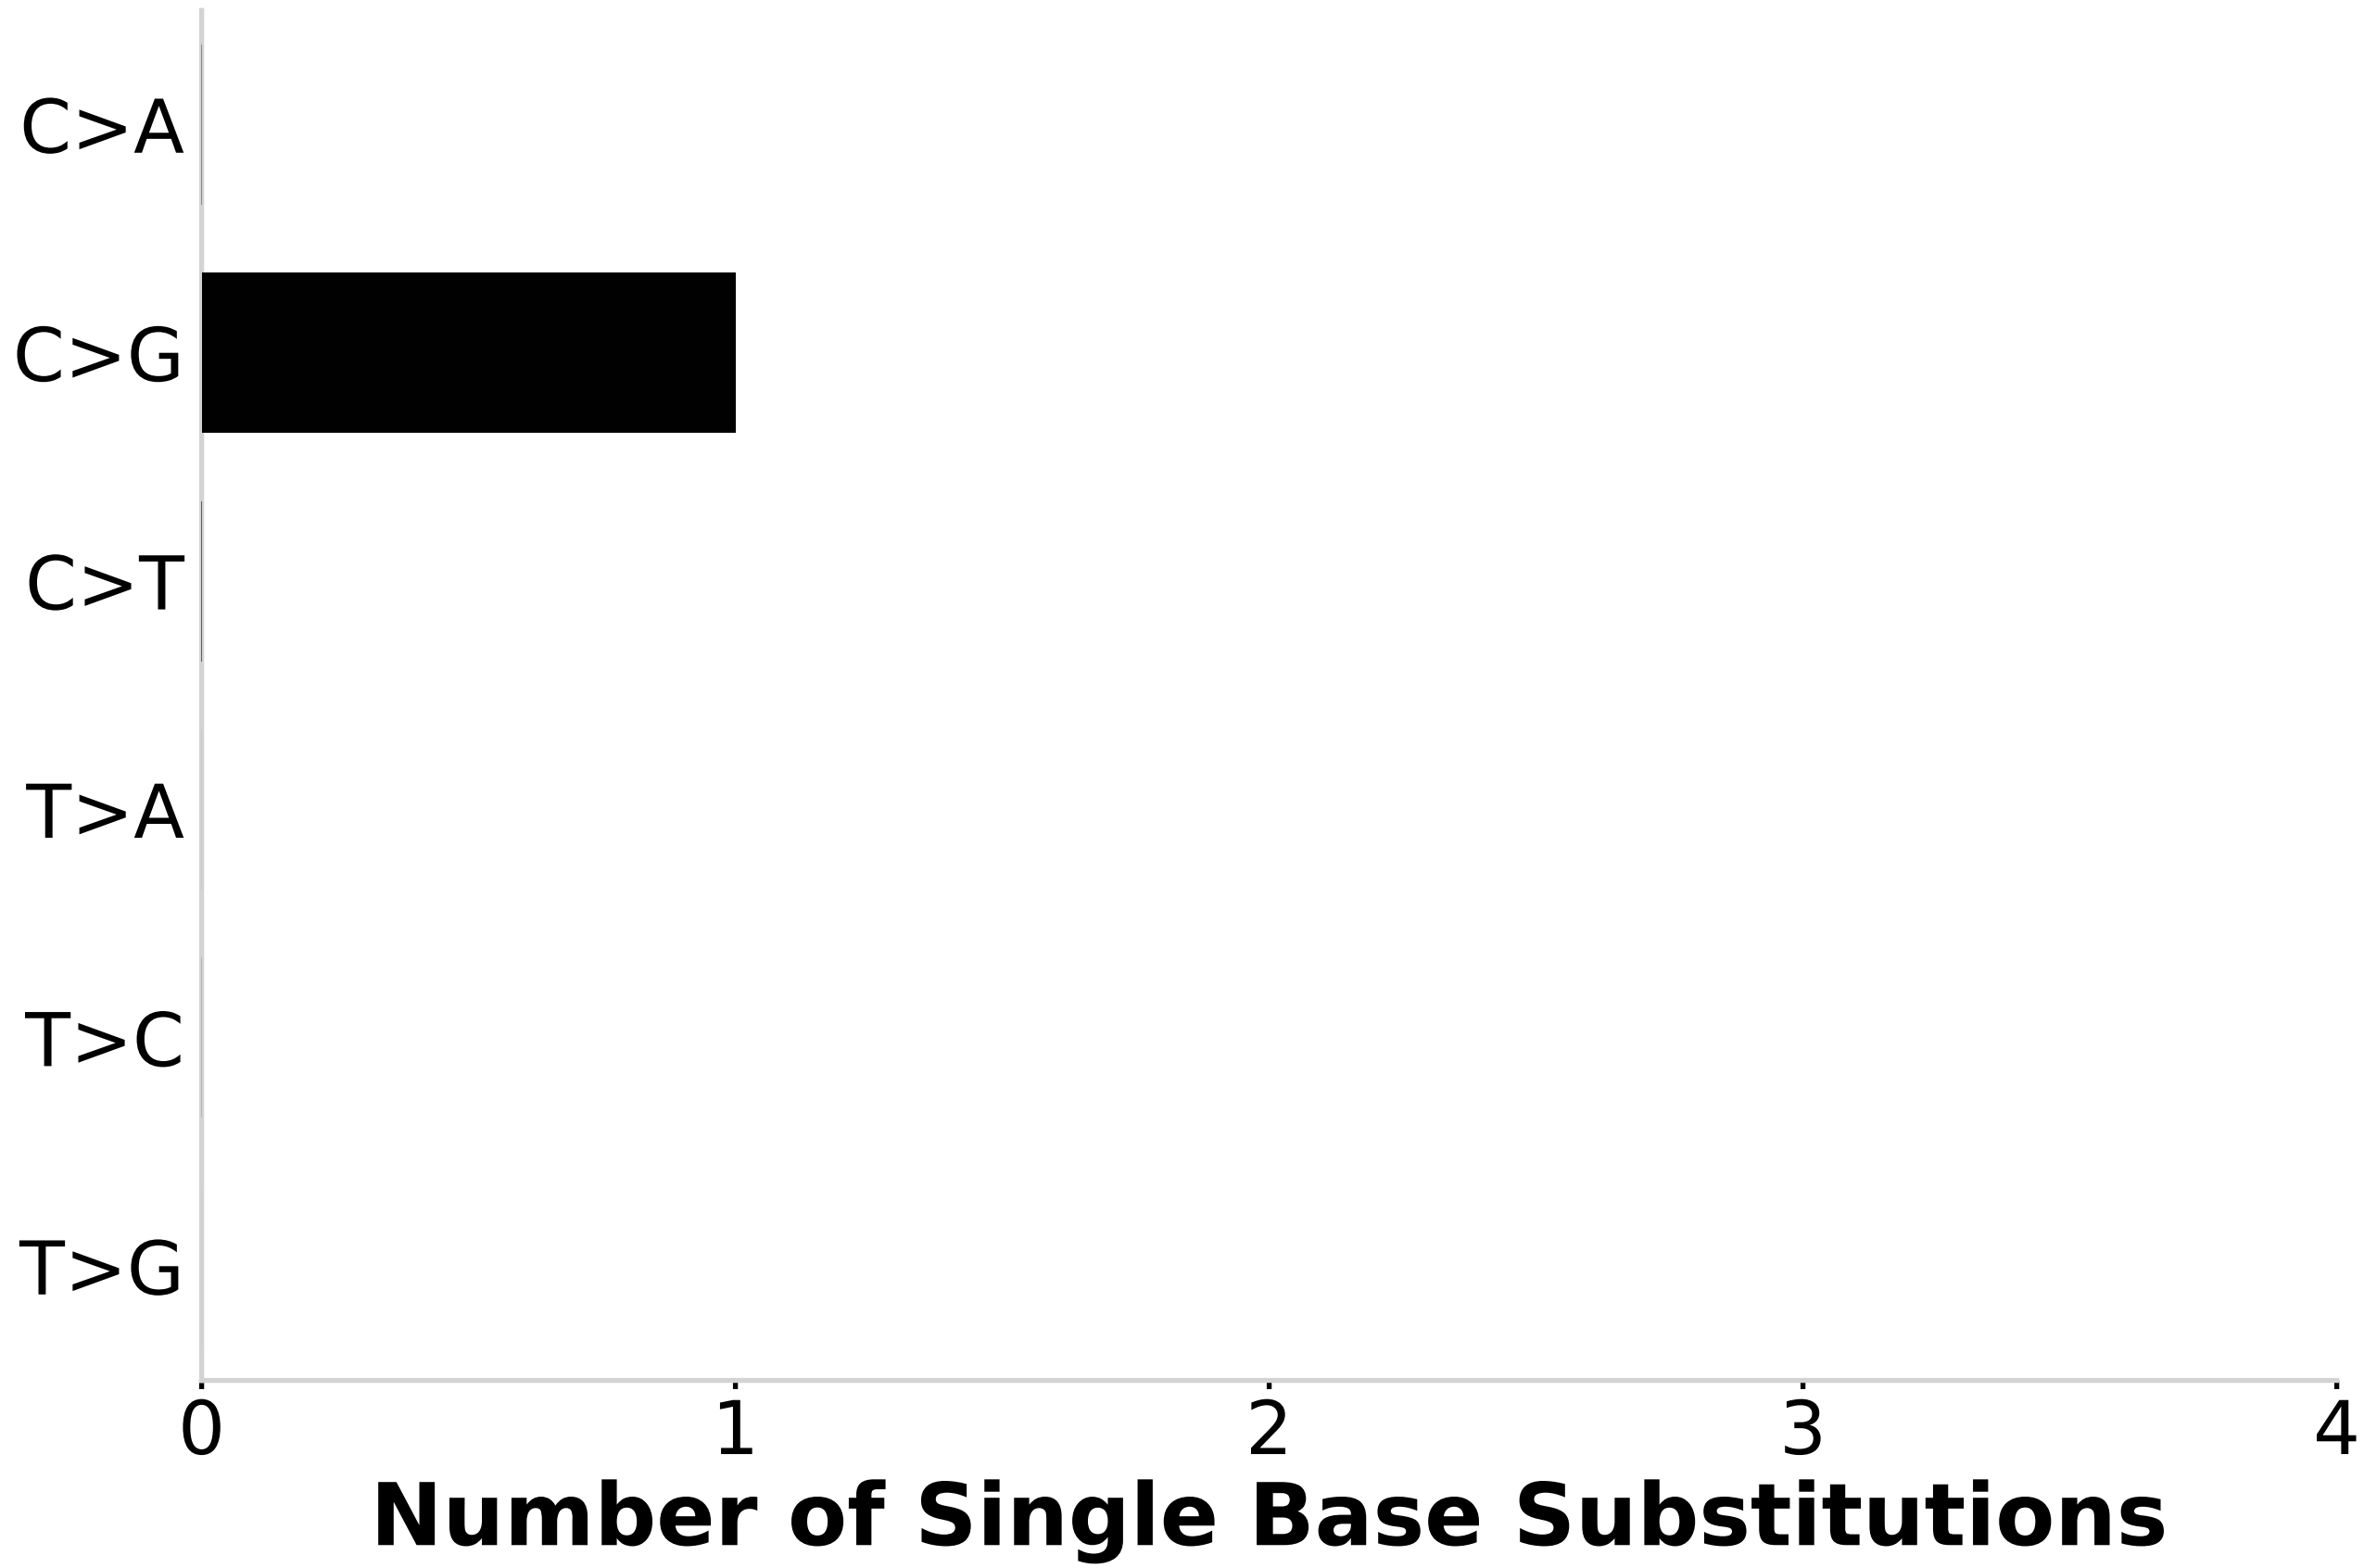 C>A
C>G
C>T
T>A
T>C
T>G
0 1 2 3 4
Number of Single Base Substitutions